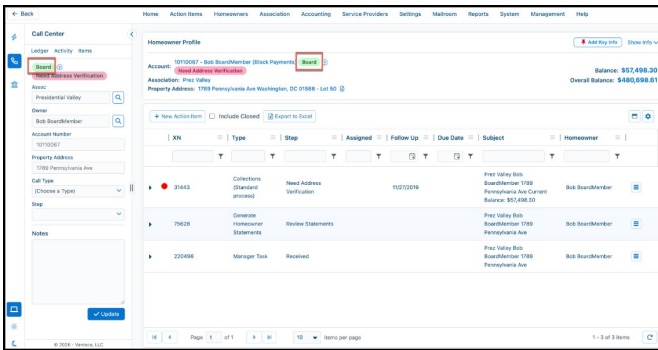 ← Back
Home Action Items Homeowners Association Accounting Service Providers Settings Mailroom Reports System Management Help
Call Center
Ledger Activity Items
Board
Need Address Verification
Assoc
Presidential Valley
Owner
Bob BoardMember
Account Number
10110067
Property Address
1789 Pennsylvania Ave
Call Type
(Choose a Type)
Step
Notes
Update
© 2026 - Vantaca, LLC
Homeowner Profile
Add Key Info Show Info
Account: 10110067 - Bob BoardMember (Block Payments) Board
Need Address Verification
Association: Prez Valley
Property Address: 1789 Pennsylvania Ave Washington, DC 01588 - Lot 50
Balance: $57,498.30
Overall Balance: $480,698.61
+ New Action Item Include Closed Export to Excel
XN Type Step Assigned Follow Up Due Date Subject Homeowner
31443 Collections (Standard process) Need Address Verification 11/27/2019 Prez Valley Bob BoardMember 1789 Pennsylvania Ave Current Balance: $57,498.30 Bob BoardMember
75628 Generate Homeowner Statements Review Statements Prez Valley Bob BoardMember 1789 Pennsylvania Ave Bob BoardMember
220496 Manager Task Received Prez Valley Bob BoardMember 1789 Pennsylvania Ave Bob BoardMember
Page 1 of 1 10 items per page 1 - 3 of 3 items